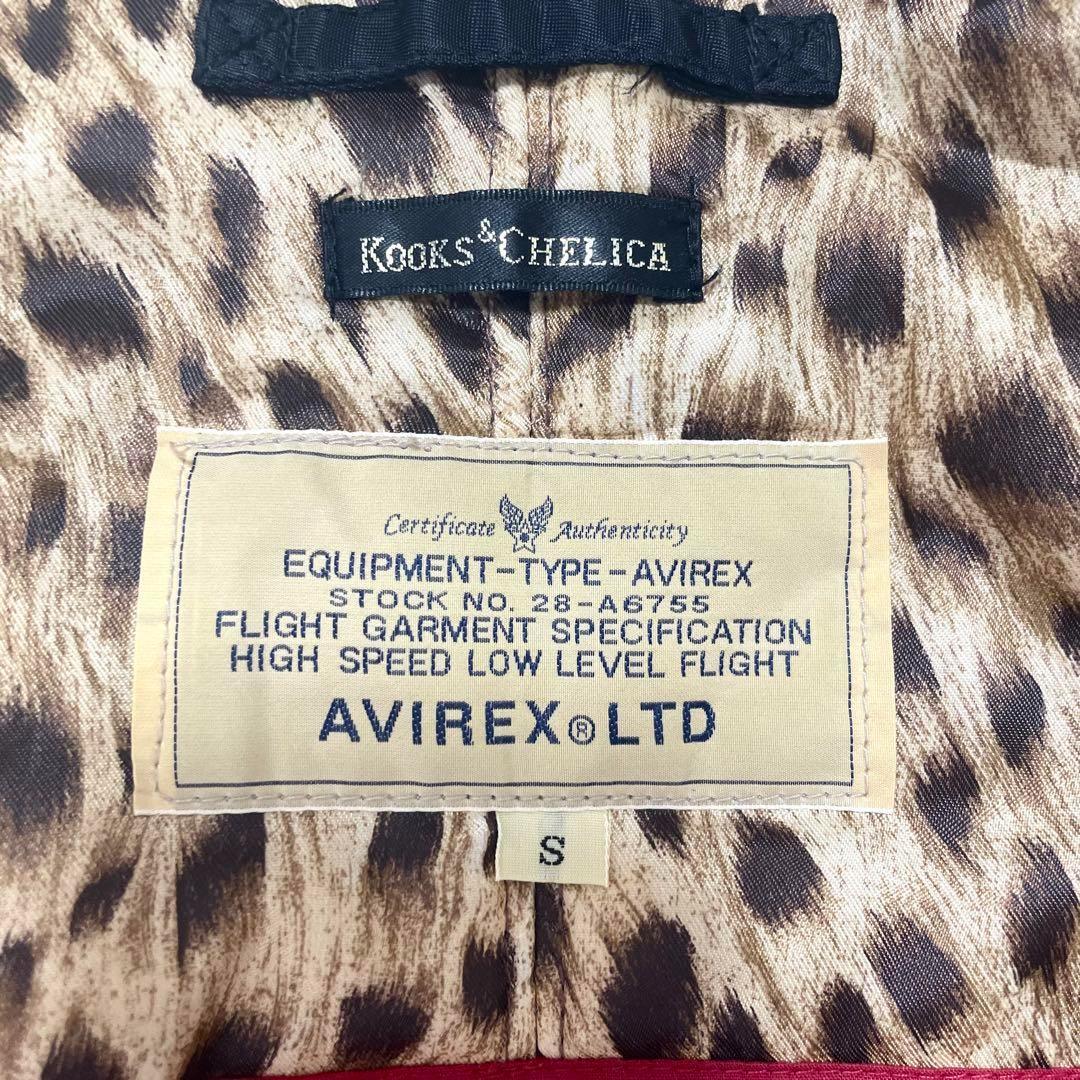 KOOKS & CHELICA
Certificate Authenticity
EQUIPMENT-TYPE-AVIREX
STOCK NO. 28-A6755
FLIGHT GARMENT SPECIFICATION
HIGH SPEED LOW LEVEL FLIGHT
AVIREX® LTD
S